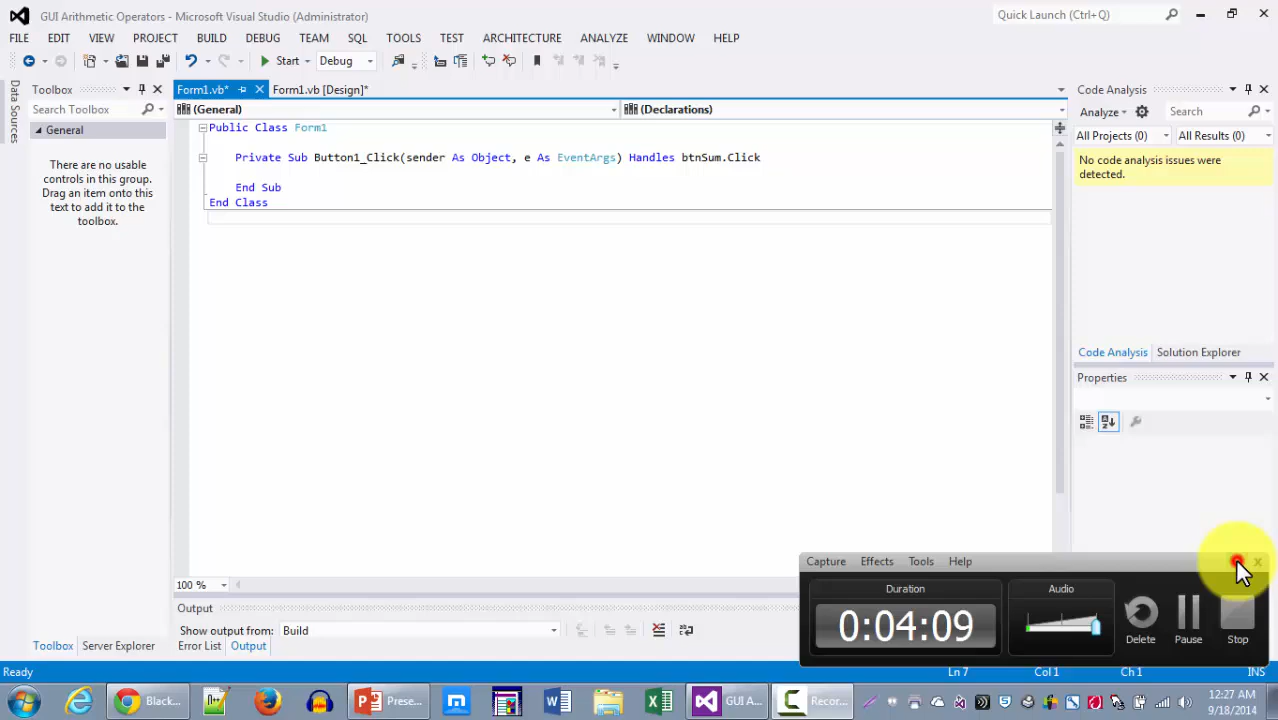 GUI Arithmetic Operators - Microsoft Visual Studio (Administrator)
Quick Launch (Ctrl+Q)
FILE EDIT VIEW PROJECT BUILD DEBUG TEAM SQL TOOLS TEST ARCHITECTURE ANALYZE WINDOW HELP
Start Debug
Data Sources
Toolbox
Search Toolbox
General
There are no usable
controls in this group.
Drag an item onto this
text to add it to the
toolbox.
Form1.vb* Form1.vb [Design]*
(General) (Declarations)
Public Class Form1
Private Sub Button1_Click(sender As Object, e As EventArgs) Handles btnSum.Click
End Sub
End Class
100 %
Output
Show output from: Build
Toolbox Server Explorer Error List Output
Code Analysis
Analyze Search
All Projects (0) All Results (0)
No code analysis issues were
detected.
Code Analysis Solution Explorer
Properties
Capture Effects Tools Help
Duration
0:04:09
Audio
Delete Pause Stop
Ready Ln 7 Col 1 Ch 1 INS
Black... Prese... GUI A... Recor...
12:27 AM
9/18/2014